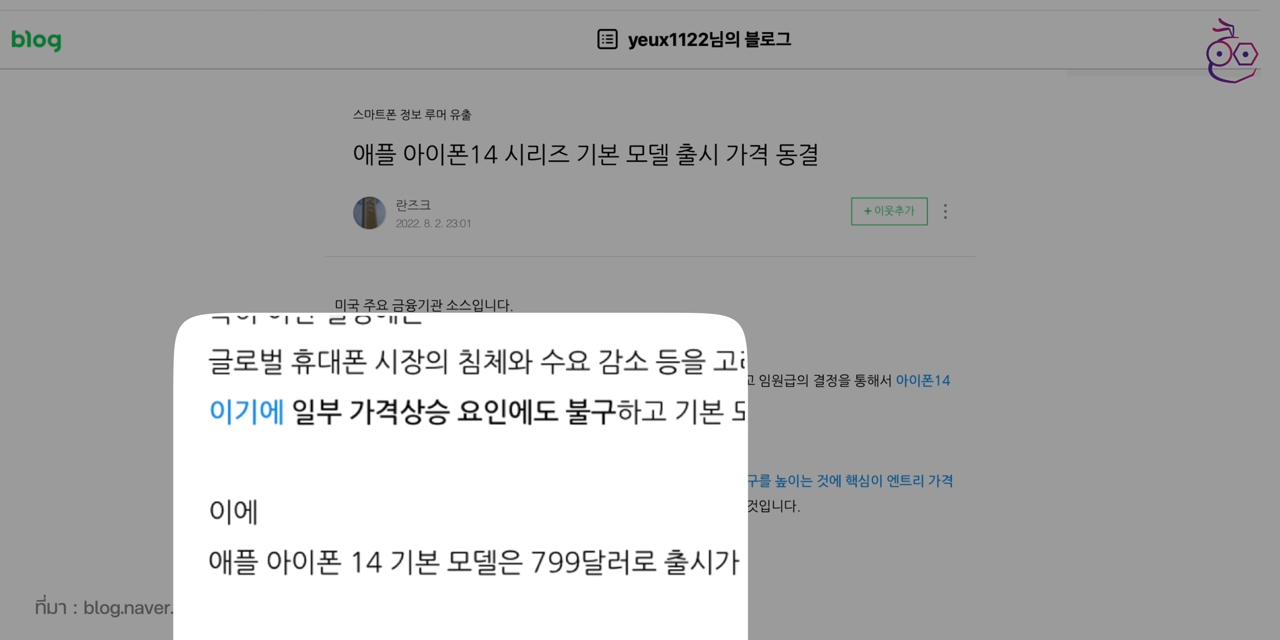 blog
yeux1122님의 블로그
스마트폰 정보 루머 유출
애플 아이폰14 시리즈 기본 모델 출시 가격 동결
란즈크
2022. 8. 2. 23:01
+ 이웃추가
미국 주요 금융기관 소스입니다.
글로벌 휴대폰 시장의 침체와 수요 감소 등을
고 임원급의 결정을 통해서 아이폰14
이기에 일부 가격상승 요인에도 불구하고 기본
구를 높이는 것에 핵심이 엔트리 가격
것입니다.
이에
애플 아이폰 14 기본 모델은 799달러로 출시가
ที่มา : blog.naver.